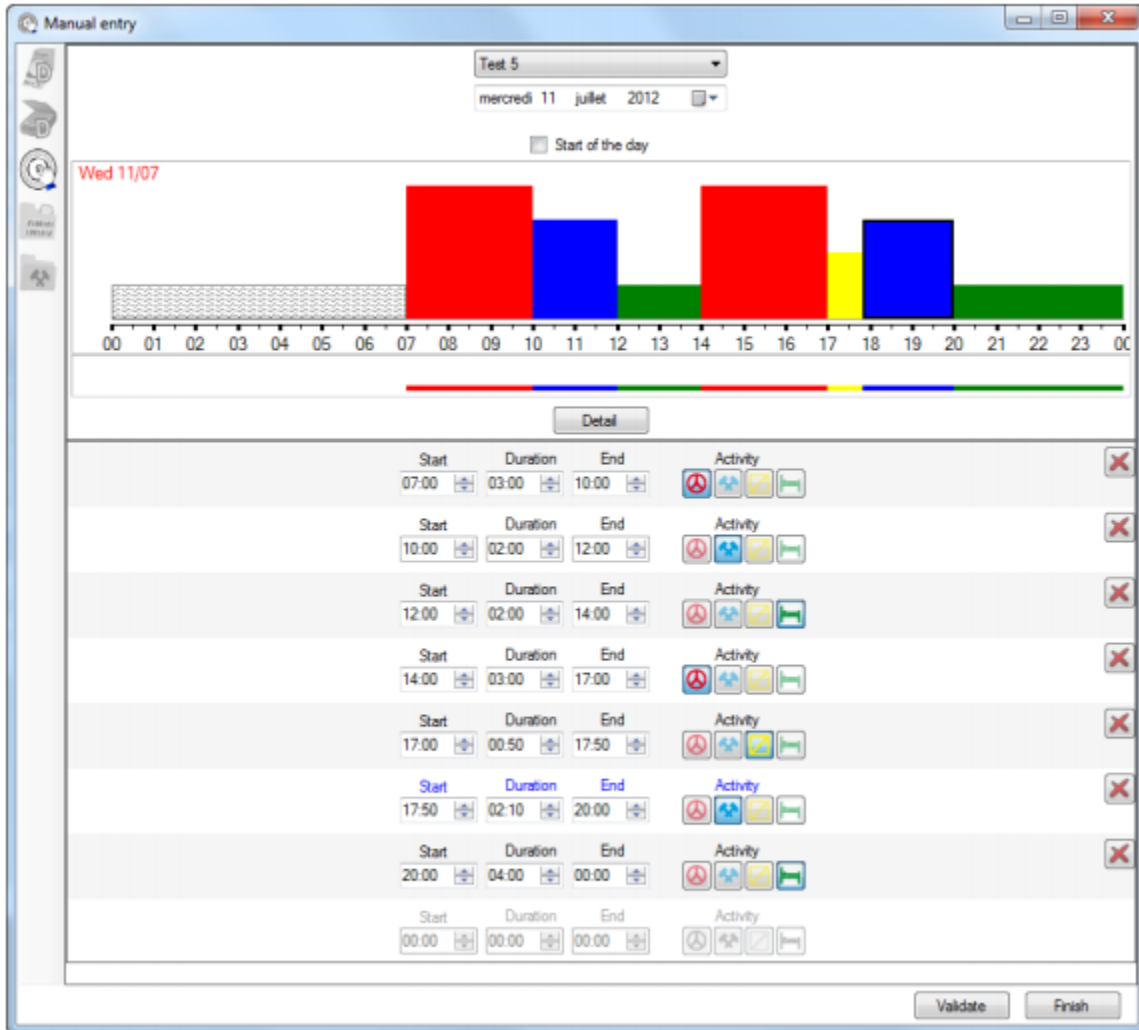 Manual entry
Test 5
mercredi 11 juillet 2012
Start of the day
Wed 11/07
00 01 02 03 04 05 06 07 08 09 10 11 12 13 14 15 16 17 18 19 20 21 22 23 00
Detail
Start Duration End Activity
07:00 03:00 10:00
Start Duration End Activity
10:00 02:00 12:00
Start Duration End Activity
12:00 02:00 14:00
Start Duration End Activity
14:00 03:00 17:00
Start Duration End Activity
17:00 00:50 17:50
Start Duration End Activity
17:50 02:10 20:00
Start Duration End Activity
20:00 04:00 00:00
Start Duration End Activity
00:00 00:00 00:00
Validate Finish